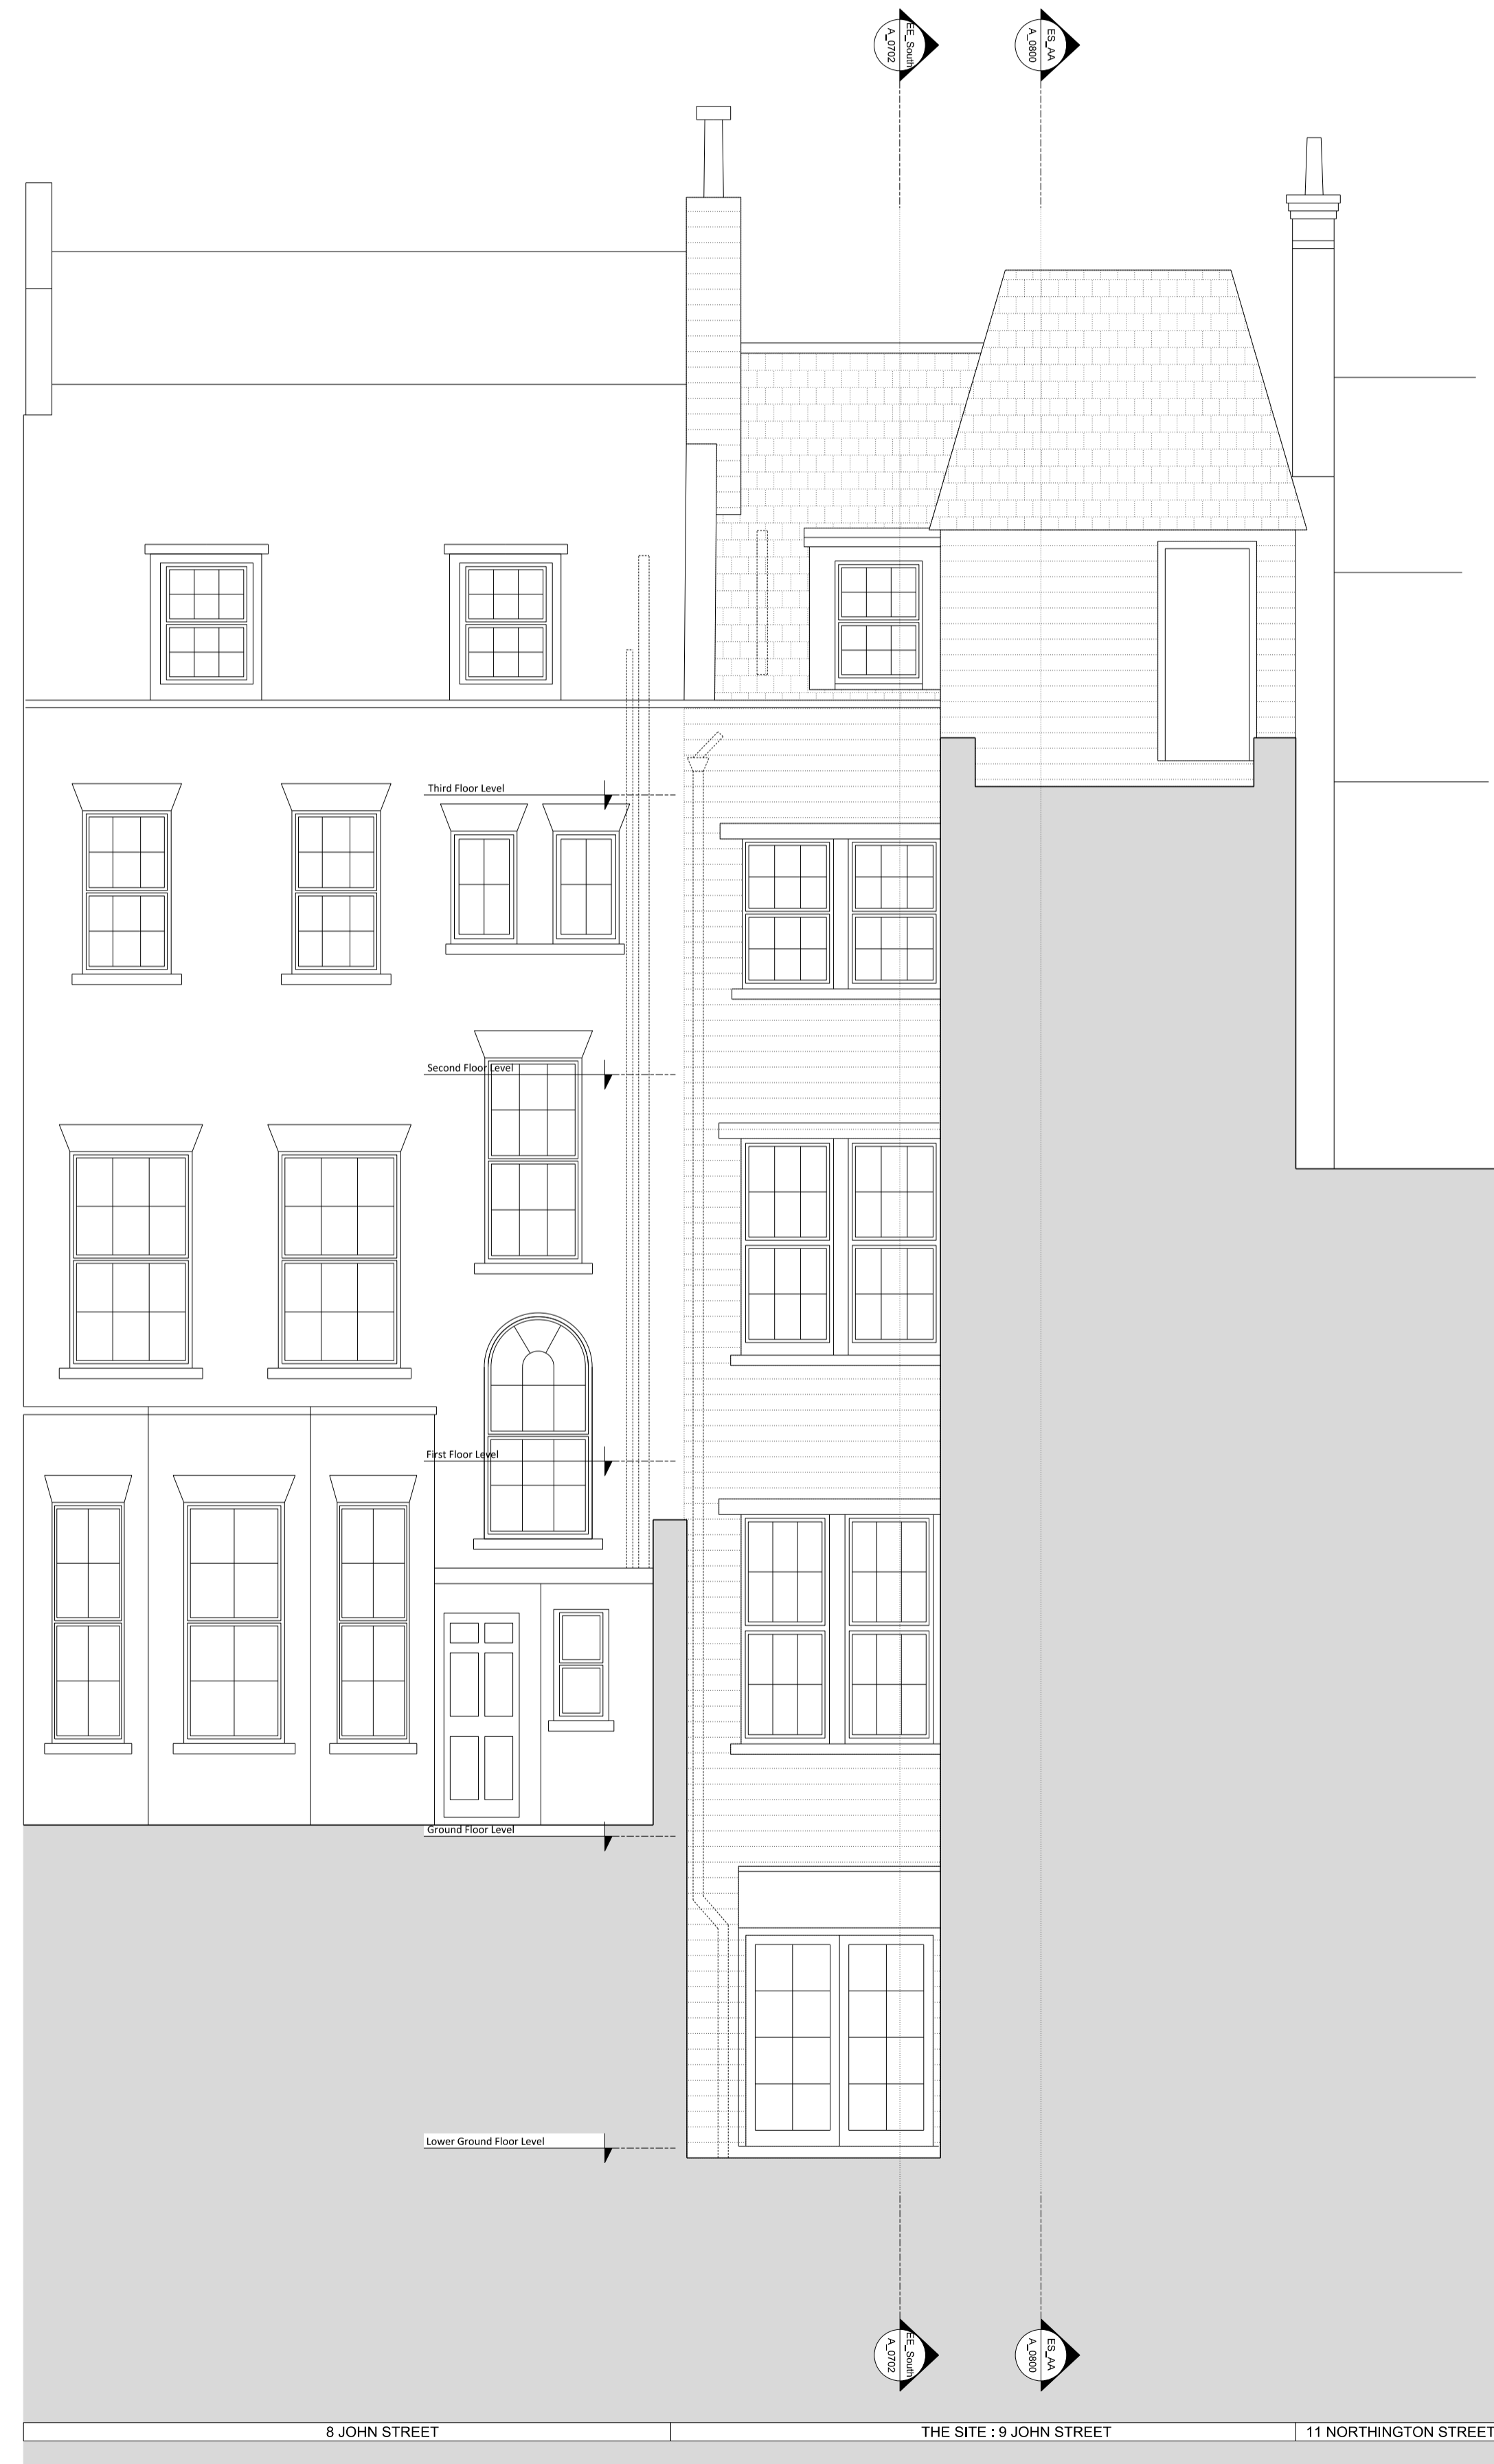 EE_South
A_0702
ES_AA
A_0800
Third Floor Level
Second Floor Level
First Floor Level
Ground Floor Level
Lower Ground Floor Level
EE_South
A_0702
ES_AA
A_0800
8 JOHN STREET
THE SITE : 9 JOHN STREET
11 NORTHINGTON STREET